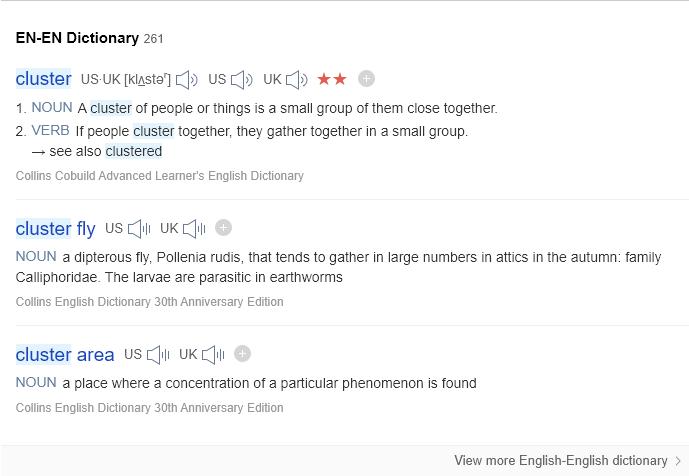 EN-EN Dictionary 261
cluster US·UK [klʌstəʳ] US UK ★★
1. NOUN A cluster of people or things is a small group of them close together.
2. VERB If people cluster together, they gather together in a small group.
→ see also clustered
Collins Cobuild Advanced Learner's English Dictionary
cluster fly US UK
NOUN a dipterous fly, Pollenia rudis, that tends to gather in large numbers in attics in the autumn: family
Calliphoridae. The larvae are parasitic in earthworms
Collins English Dictionary 30th Anniversary Edition
cluster area US UK
NOUN a place where a concentration of a particular phenomenon is found
Collins English Dictionary 30th Anniversary Edition
View more English-English dictionary >